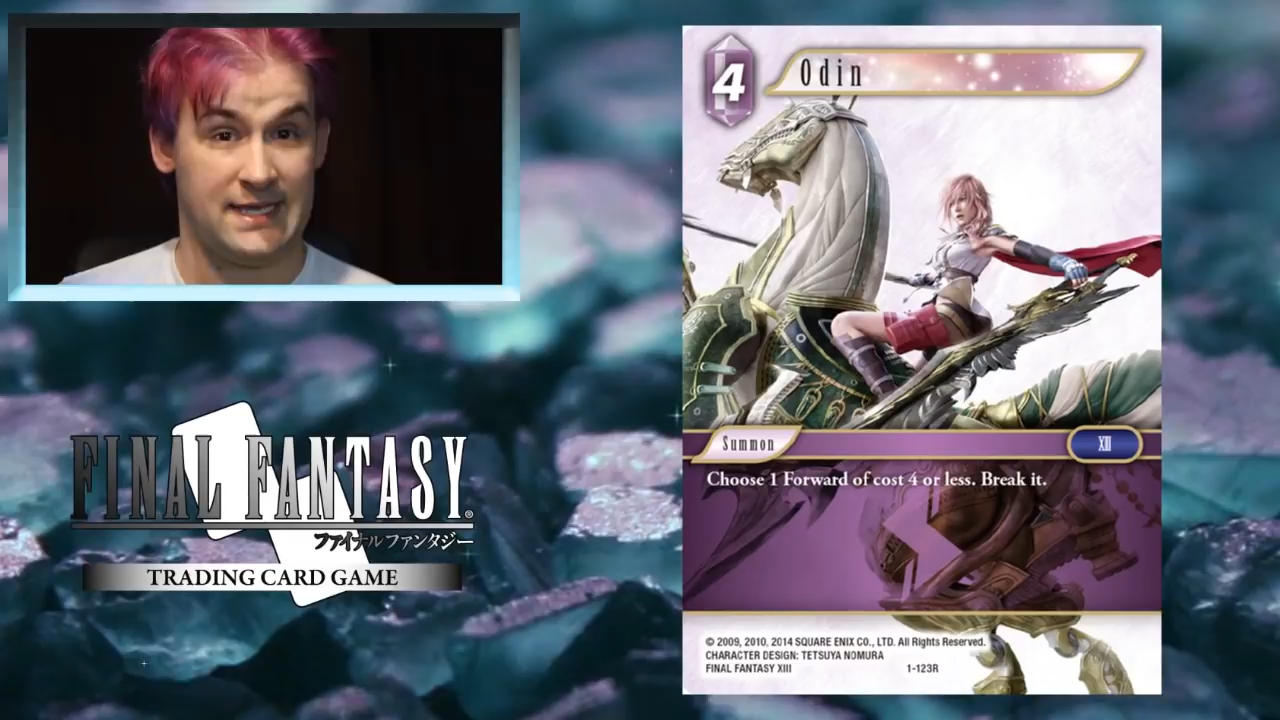 4
Odin
Summon
XIII
Choose 1 Forward of cost 4 or less. Break it.
© 2009, 2010, 2014 SQUARE ENIX CO., LTD. All Rights Reserved.
CHARACTER DESIGN: TETSUYA NOMURA
FINAL FANTASY XIII
1-123R
FINAL FANTASY®
ファイナルファンタジー
TRADING CARD GAME